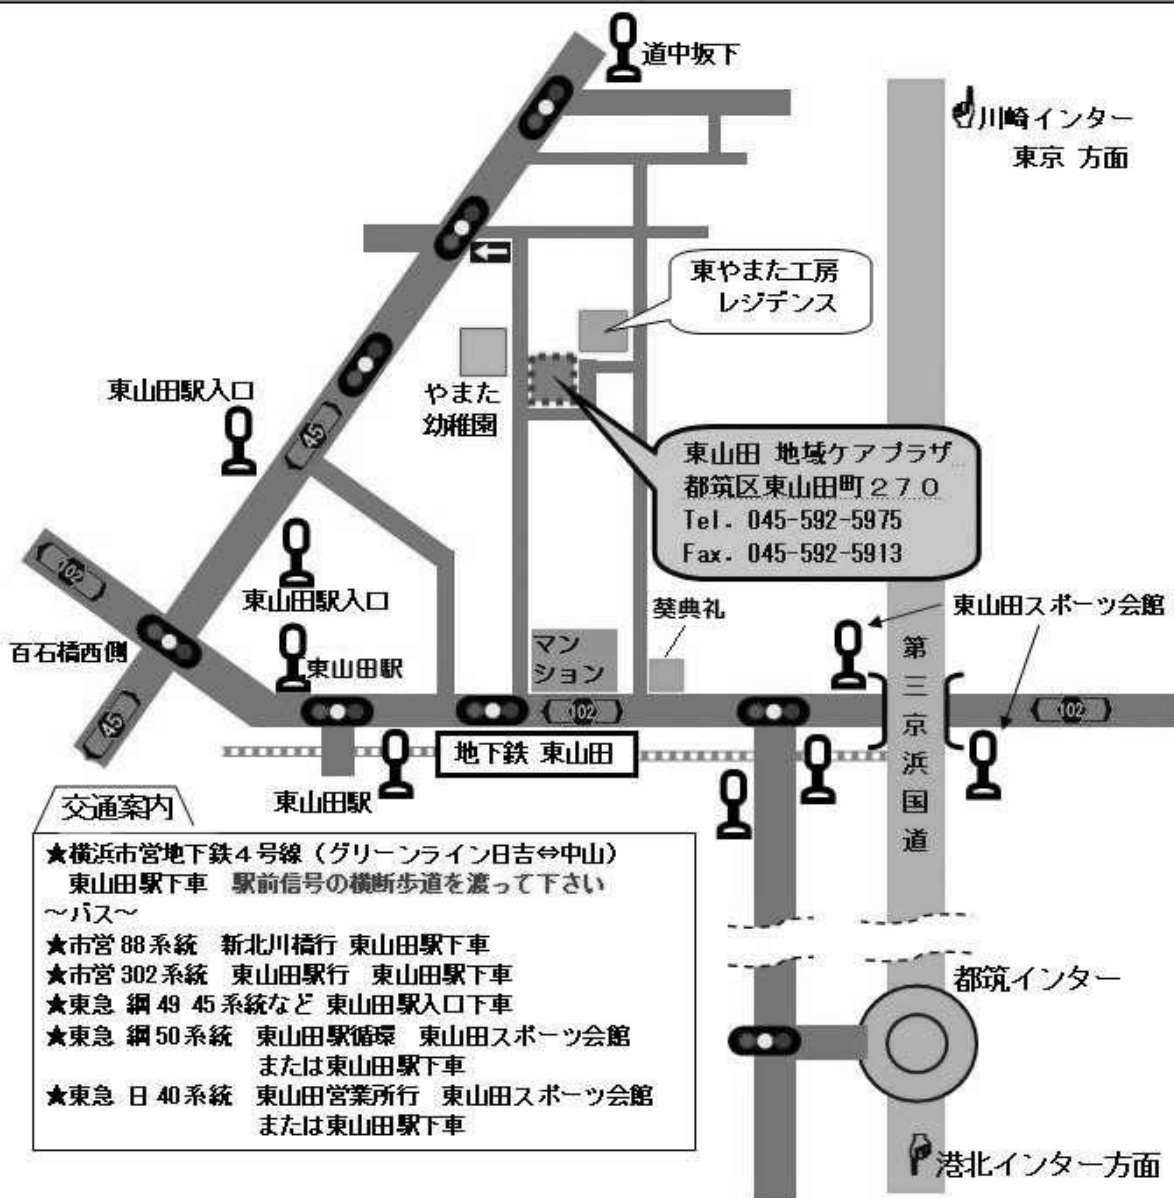 道中坂下
川崎インター
東京 方面
東やまた工房
レジデンス
やまた
幼稚園
東山田駅入口
45
東山田 地域ケアプラザ
都筑区東山田町270
Tel. 045-592-5975
Fax. 045-592-5913
102
東山田駅入口
葵典礼
東山田スポーツ会館
百石橋西側
東山田駅
マン
ション
第三京浜国道
45
102
102
地下鉄 東山田
東山田駅
交通案内
★横浜市営地下鉄4号線(グリーンライン日吉⇔中山)
東山田駅下車 駅前信号の横断歩道を渡って下さい
~バス~
★市営88系統 新北川橋行 東山田駅下車
★市営302系統 東山田駅行 東山田駅下車
★東急 綱49 45系統など 東山田駅入口下車
★東急 綱50系統 東山田駅循環 東山田スポーツ会館
または東山田駅下車
★東急 日40系統 東山田営業所行 東山田スポーツ会館
または東山田駅下車
都筑インター
港北インター方面